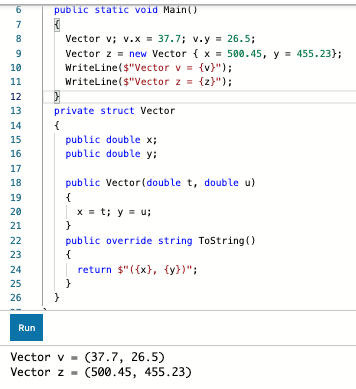 6 public static void Main()
7 {
8 Vector v; v.x = 37.7; v.y = 26.5;
9 Vector z = new Vector { x = 500.45, y = 455.23};
10 WriteLine($"Vector v = {v}");
11 WriteLine($"Vector z = {z}");
12 }
13 private struct Vector
14 {
15 public double x;
16 public double y;
17
18 public Vector(double t, double u)
19 {
20 x = t; y = u;
21 }
22 public override string ToString()
23 {
24 return $"({x}, {y})";
25 }
26 }
Run
Vector v = (37.7, 26.5)
Vector z = (500.45, 455.23)